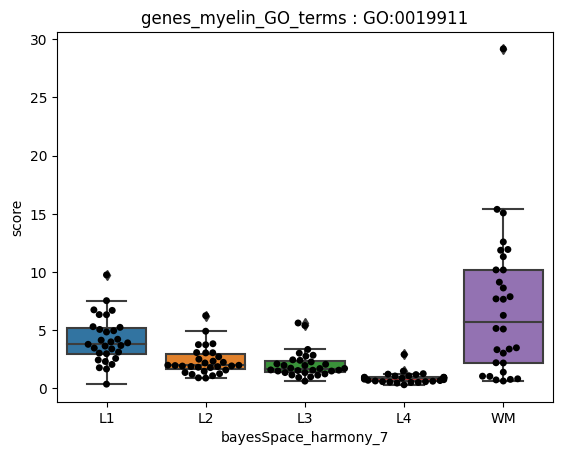 genes_myelin_GO_terms : GO:0019911
30
25
20
15
10
5
0
score
L1 L2 L3 L4 WM
bayesSpace_harmony_7